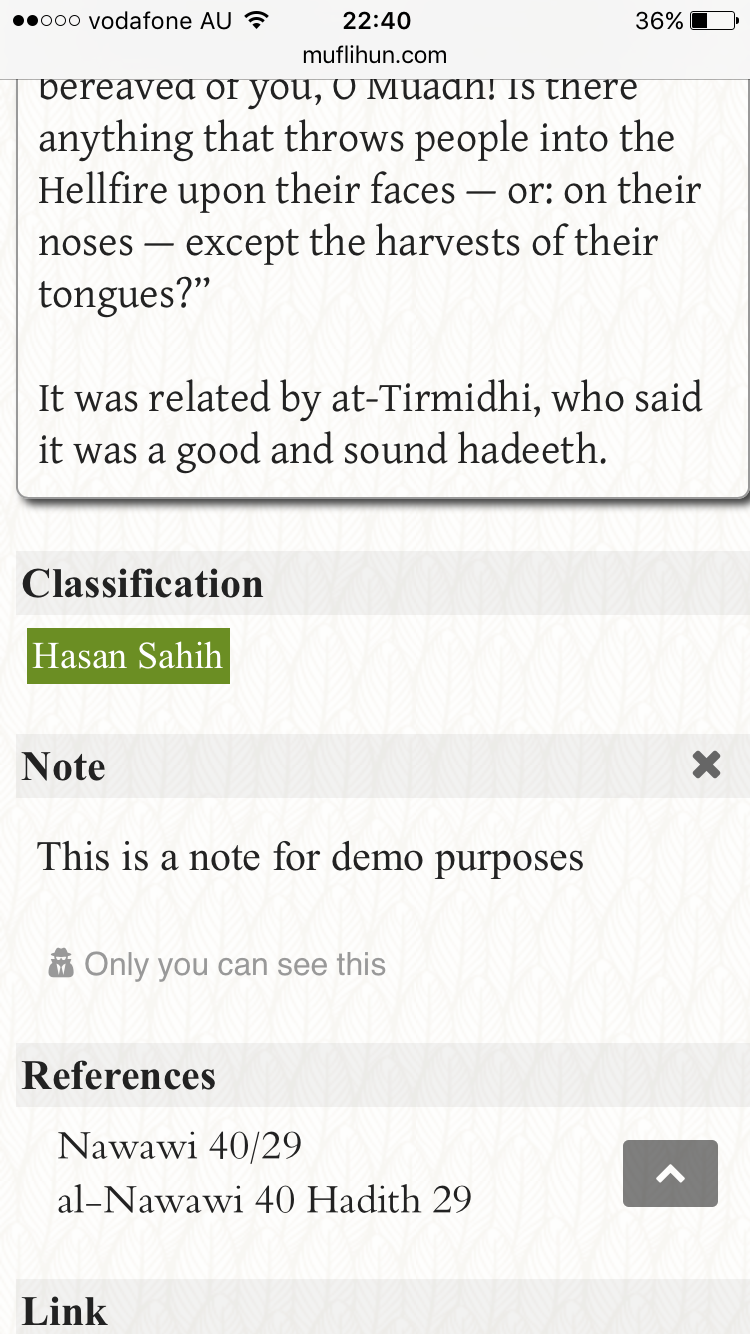 vodafone AU 22:40 36%
muflihun.com
bereaved of you, O Muadh! Is there
anything that throws people into the
Hellfire upon their faces — or: on their
noses — except the harvests of their
tongues?”
It was related by at-Tirmidhi, who said
it was a good and sound hadeeth.
Classification
Hasan Sahih
Note
This is a note for demo purposes
Only you can see this
References
Nawawi 40/29
al-Nawawi 40 Hadith 29
Link